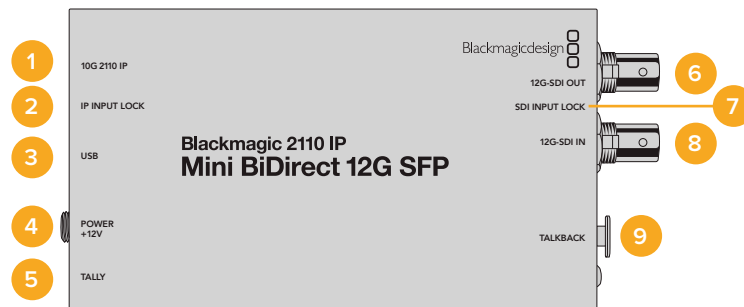 1
10G 2110 IP
2
IP INPUT LOCK
3
USB
4
POWER
+12V
5
TALLY
Blackmagic 2110 IP
Mini BiDirect 12G SFP
Blackmagicdesign
12G-SDI OUT
6
SDI INPUT LOCK
7
12G-SDI IN
8
TALKBACK
9